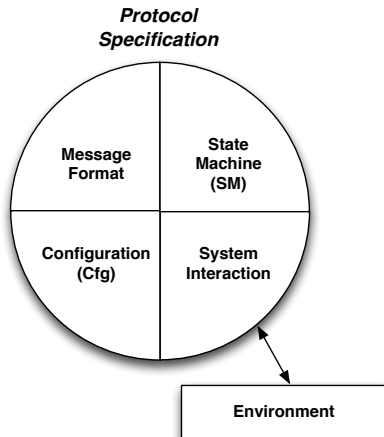 Protocol
Specification
Message
Format
State
Machine
(SM)
Configuration
(Cfg)
System
Interaction
Environment